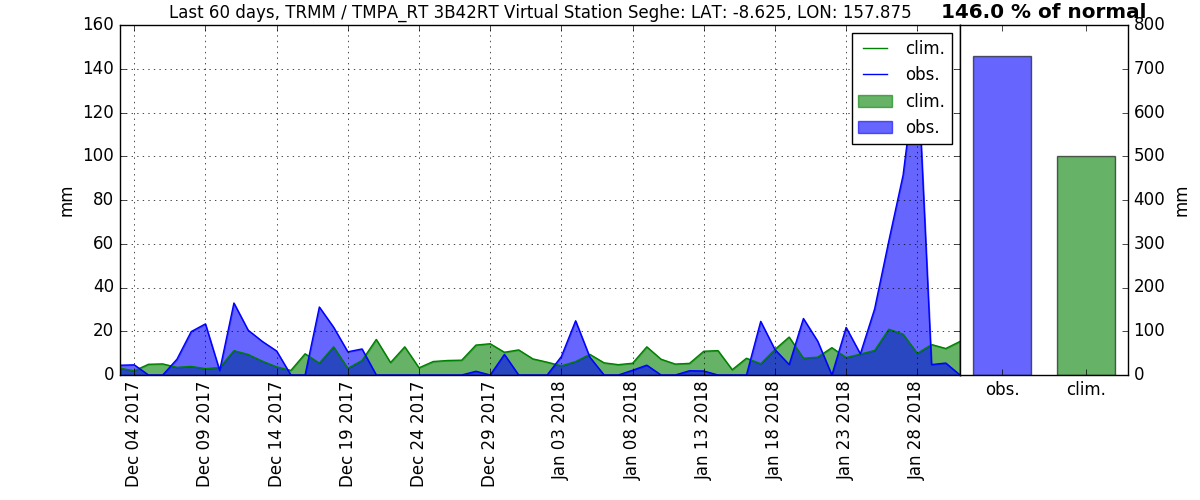 Last 60 days, TRMM / TMPA_RT 3B42RT Virtual Station Seghe: LAT: -8.625, LON: 157.875
146.0 % of normal
160
140
120
100
80
60
40
20
0
mm
clim.
obs.
clim.
obs.
Dec 04 2017
Dec 09 2017
Dec 14 2017
Dec 19 2017
Dec 24 2017
Dec 29 2017
Jan 03 2018
Jan 08 2018
Jan 13 2018
Jan 18 2018
Jan 23 2018
Jan 28 2018
800
700
600
500
400
300
200
100
0
mm
obs.
clim.